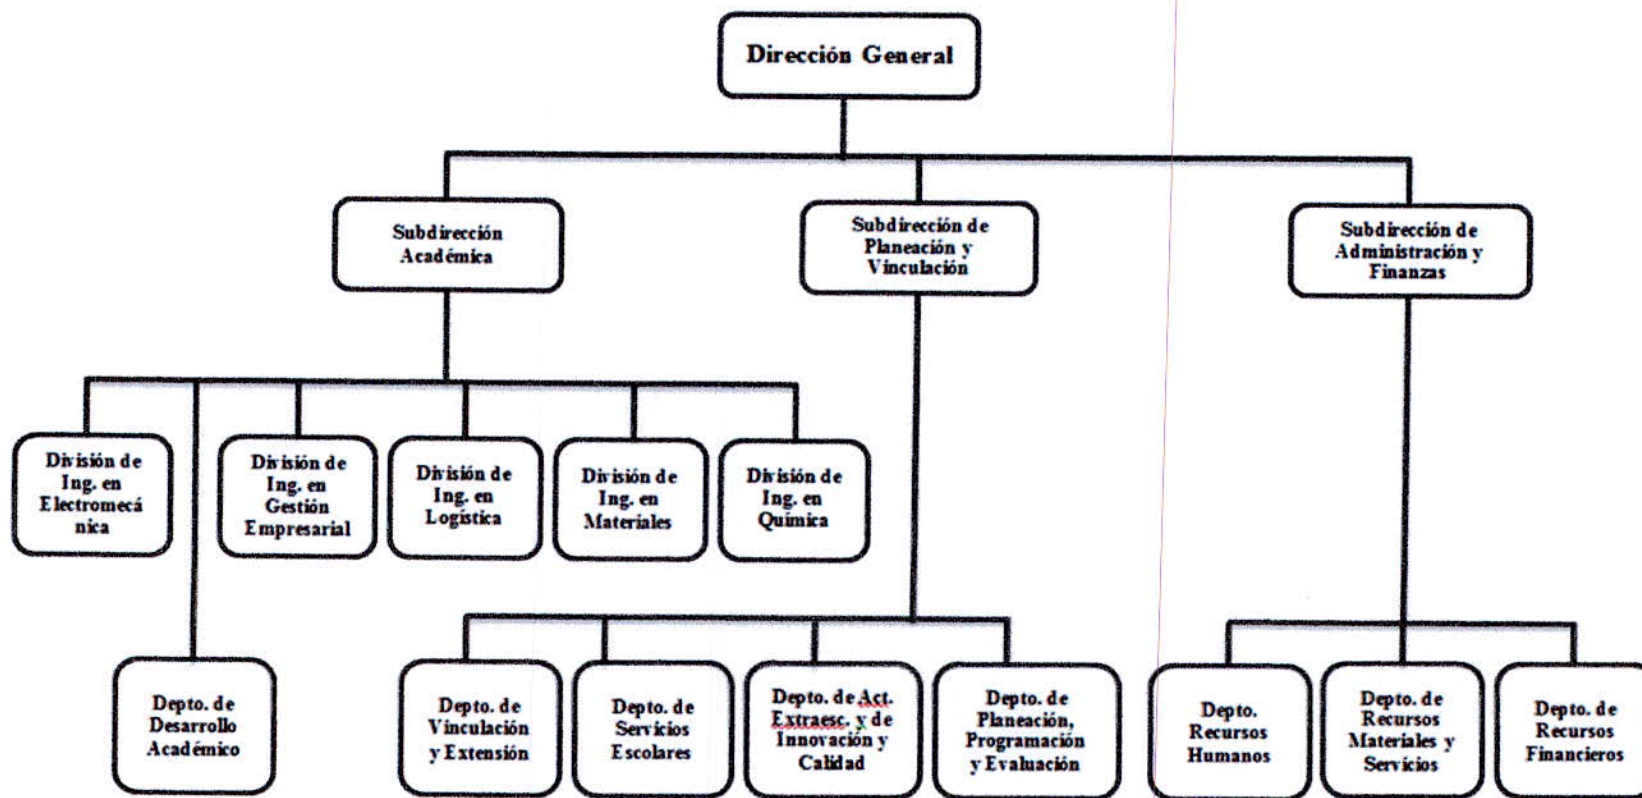 Dirección General
Subdirección
Académica
Subdirección de
Planeación y
Vinculación
Subdirección de
Administración y
Finanzas
División de
Ing. en
Electromecá
nica
División de
Ing. en
Gestión
Empresarial
División de
Ing. en
Logística
División de
Ing. en
Materiales
División de
Ing. en
Química
Depto. de
Desarrollo
Académico
Depto. de
Vinculación
y Extensión
Depto. de
Servicios
Escolares
Depto. de Act.
Extraesc. y de
Innovación y
Calidad
Depto. de
Planeación,
Programación
y Evaluación
Depto.
Recursos
Humanos
Depto. de
Recursos
Materiales y
Servicios
Depto. de
Recursos
Financieros